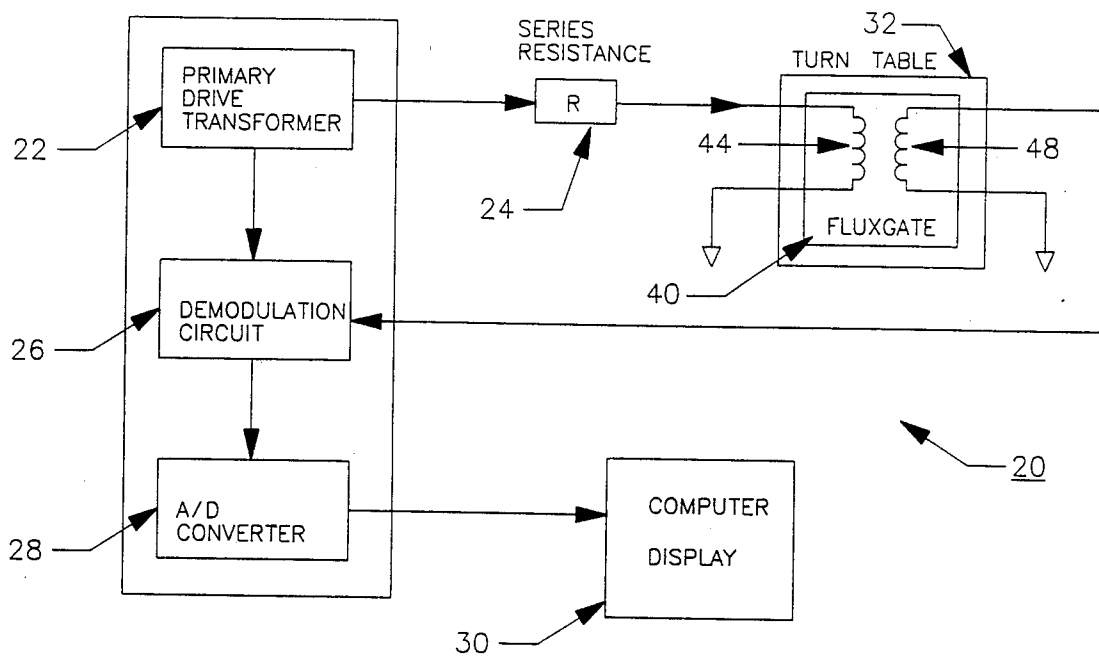 SERIES
RESISTANCE
32
TURN TABLE
PRIMARY
DRIVE
TRANSFORMER
R
22
44
48
24
FLUXGATE
40
DEMODULATION
CIRCUIT
26
20
A/D
CONVERTER
COMPUTER
DISPLAY
28
30